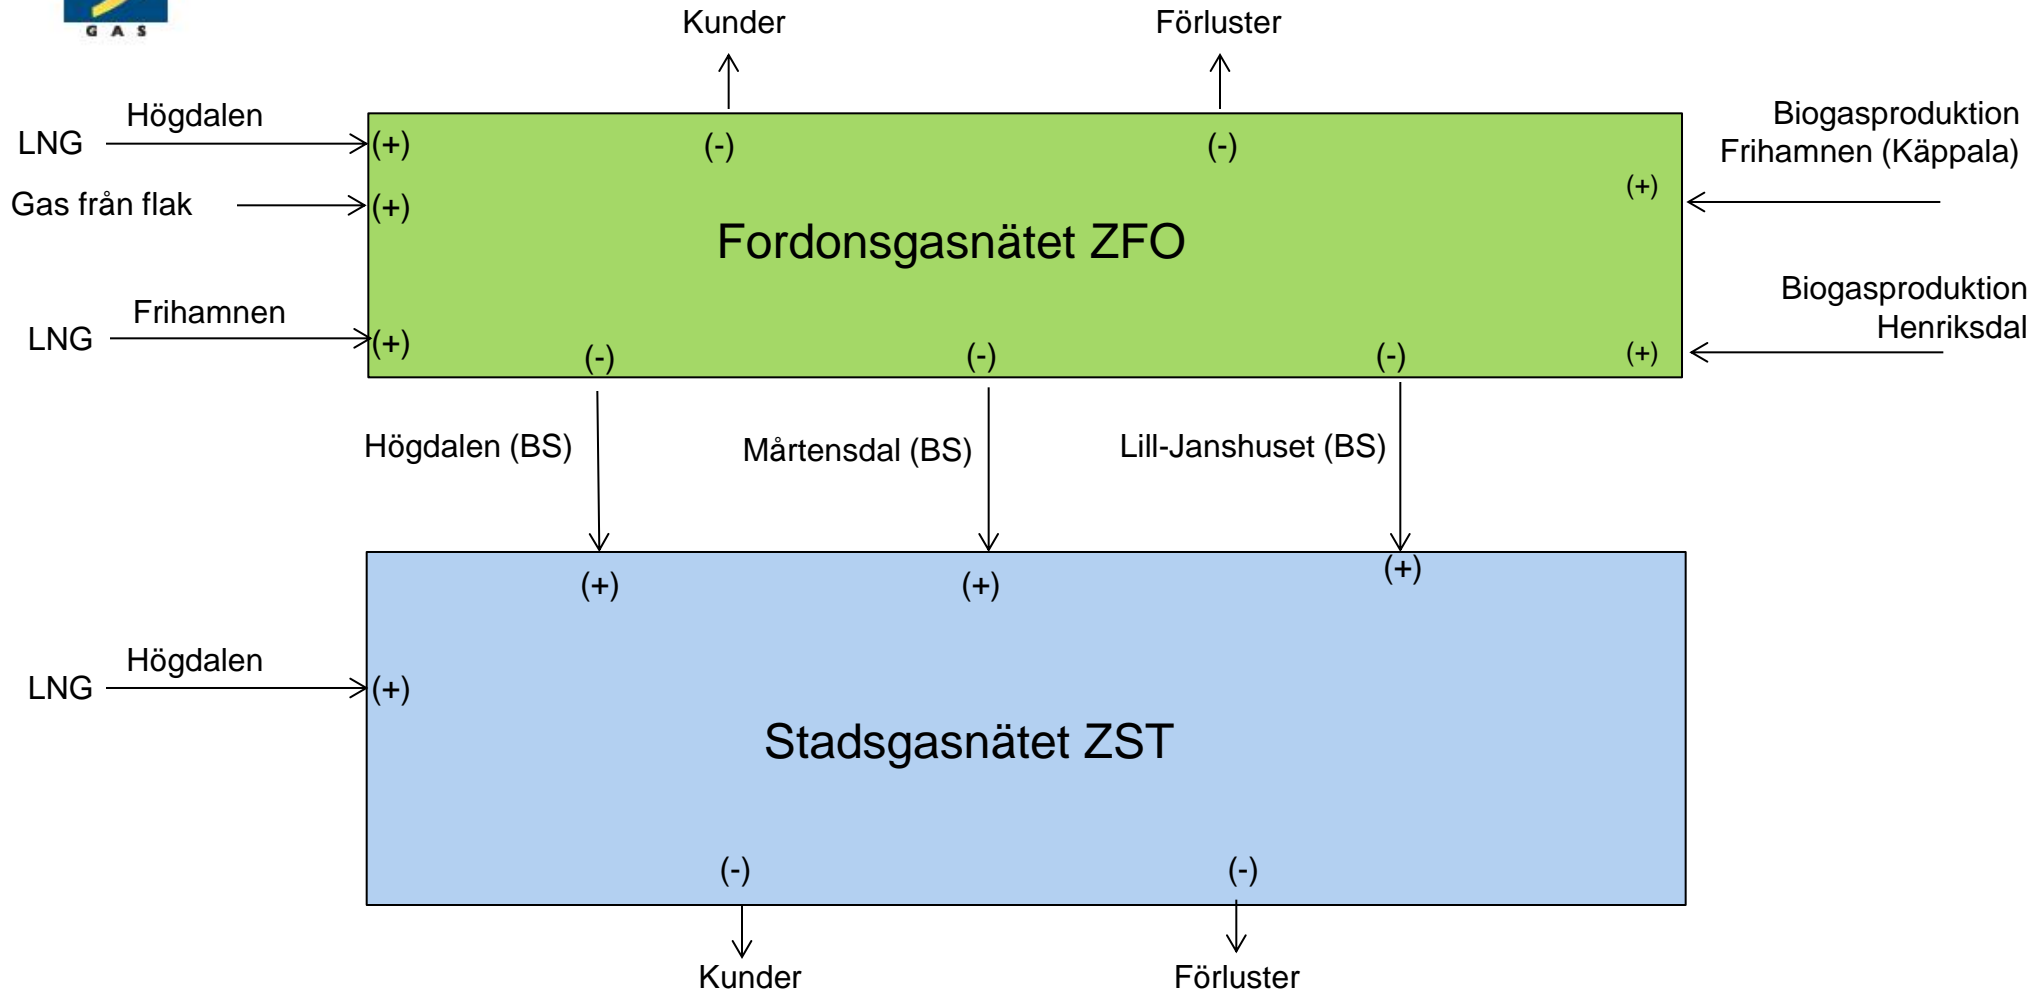 GAS
Kunder
Förluster
Högdalen
LNG
(+)
(-)
(-)
Biogasproduktion
Frihamnen (Käppala)
Gas från flak
(+)
(+)
Fordonsgasnätet ZFO
Frihamnen
LNG
(+)
Biogasproduktion
Henriksdal
(-)
(-)
(-)
(+)
Högdalen (BS)
Mårtensdal (BS)
Lill-Janshuset (BS)
(+)
(+)
(+)
Högdalen
LNG
(+)
Stadsgasnätet ZST
(-)
(-)
Kunder
Förluster